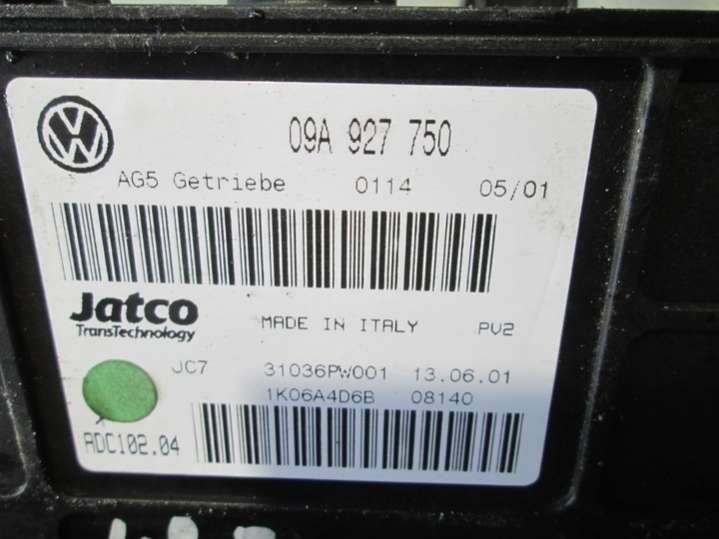 VW
09A 927 750
AG5 Getriebe 0114 05/01
Jatco
TransTechnology
MADE IN ITALY PV2
JC7 31036PW001 13.06.01
1K06A4D6B 08140
ADC102.04